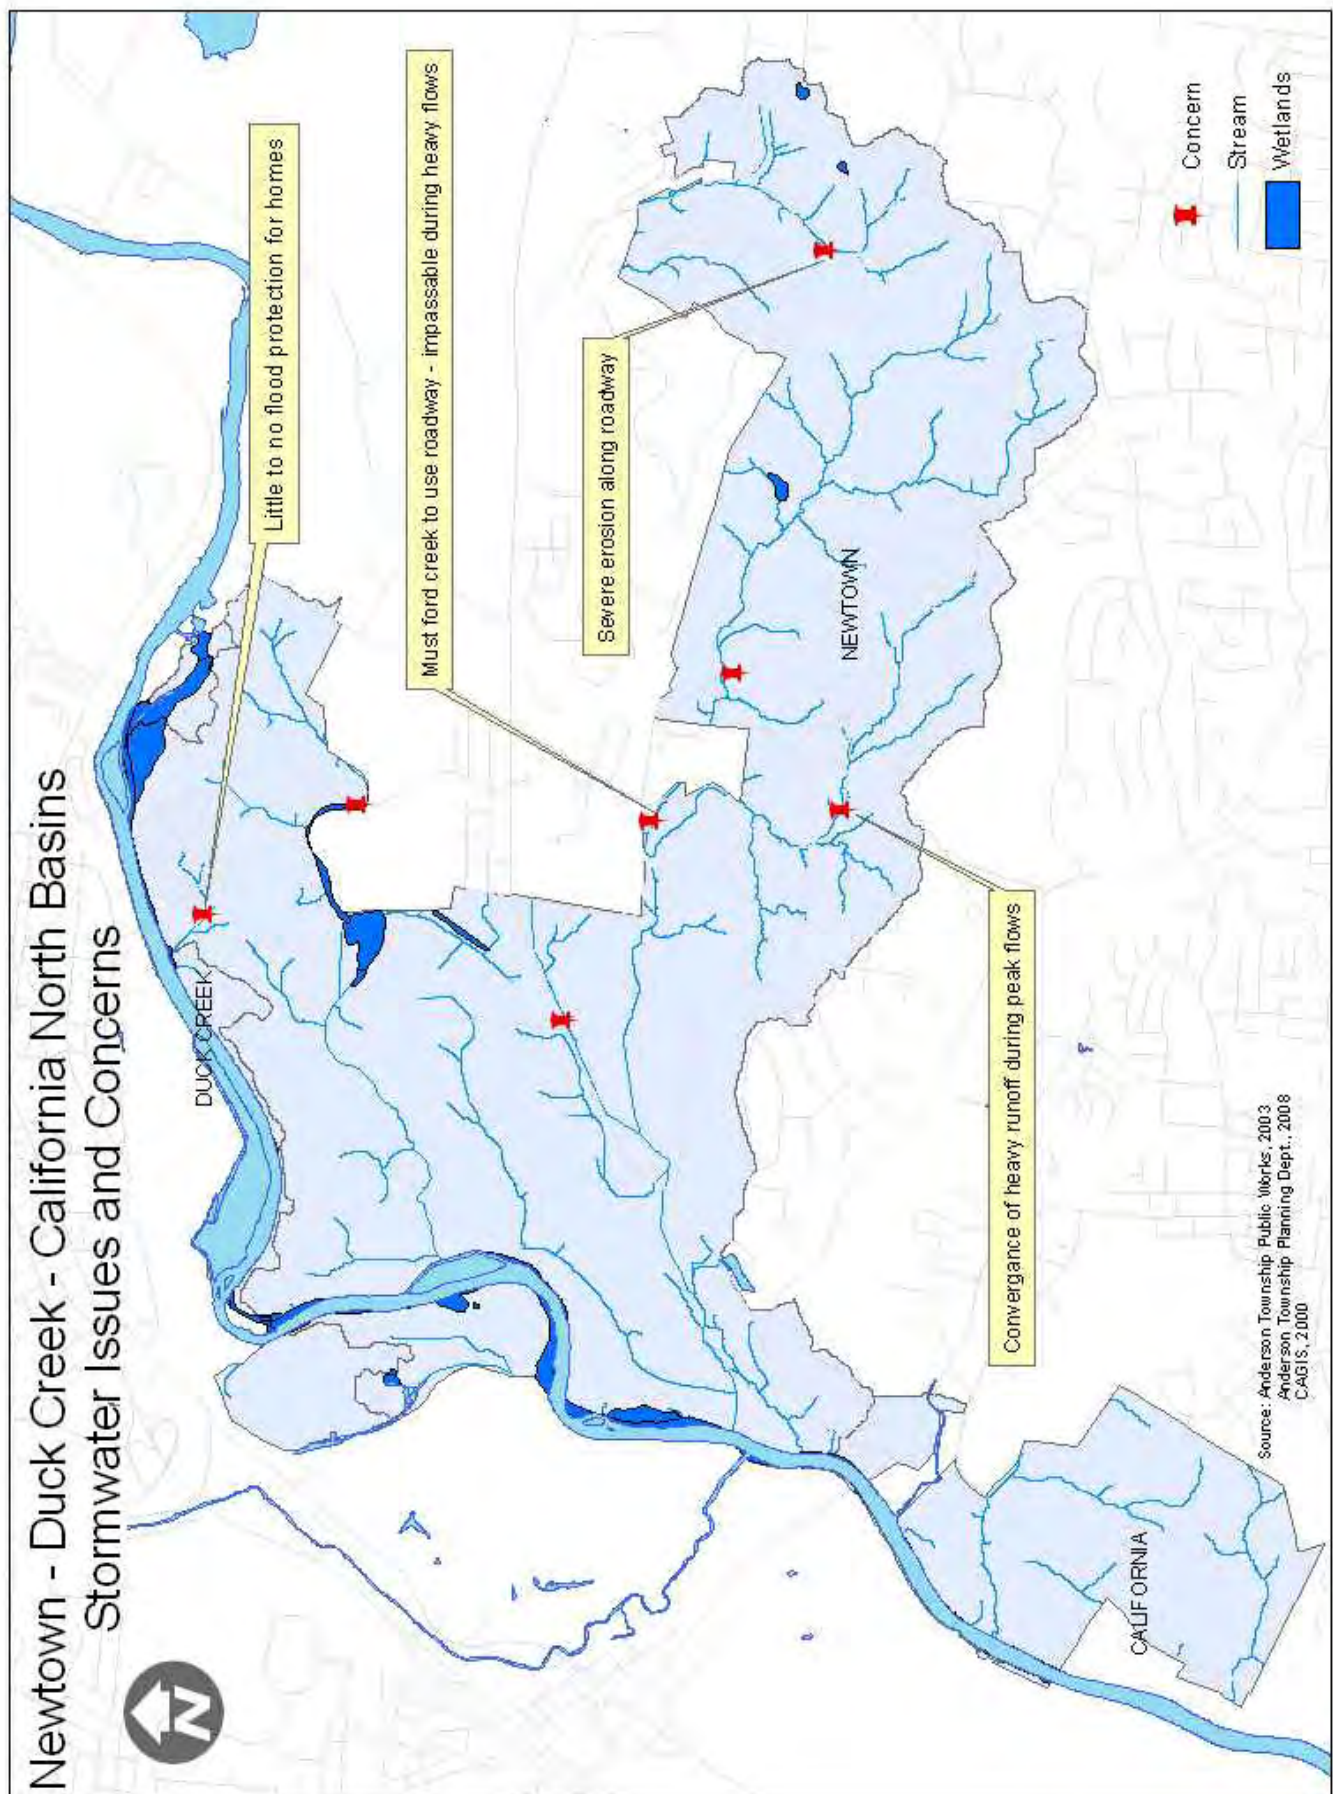 Newtown - Duck Creek - California North Basins
Stormwater Issues and Concerns
N
DUCK CREEK
Little to no flood protection for homes
Must ford creek to use roadway - impassable during heavy flows
Severe erosion along roadway
NEWTOWN
Convergance of heavy runoff during peak flows
CALIFORNIA
Concern
Stream
Wetlands
Source: Anderson Township Public Works, 2003
Anderson Township Planning Dept., 2008
CAGIS, 2000